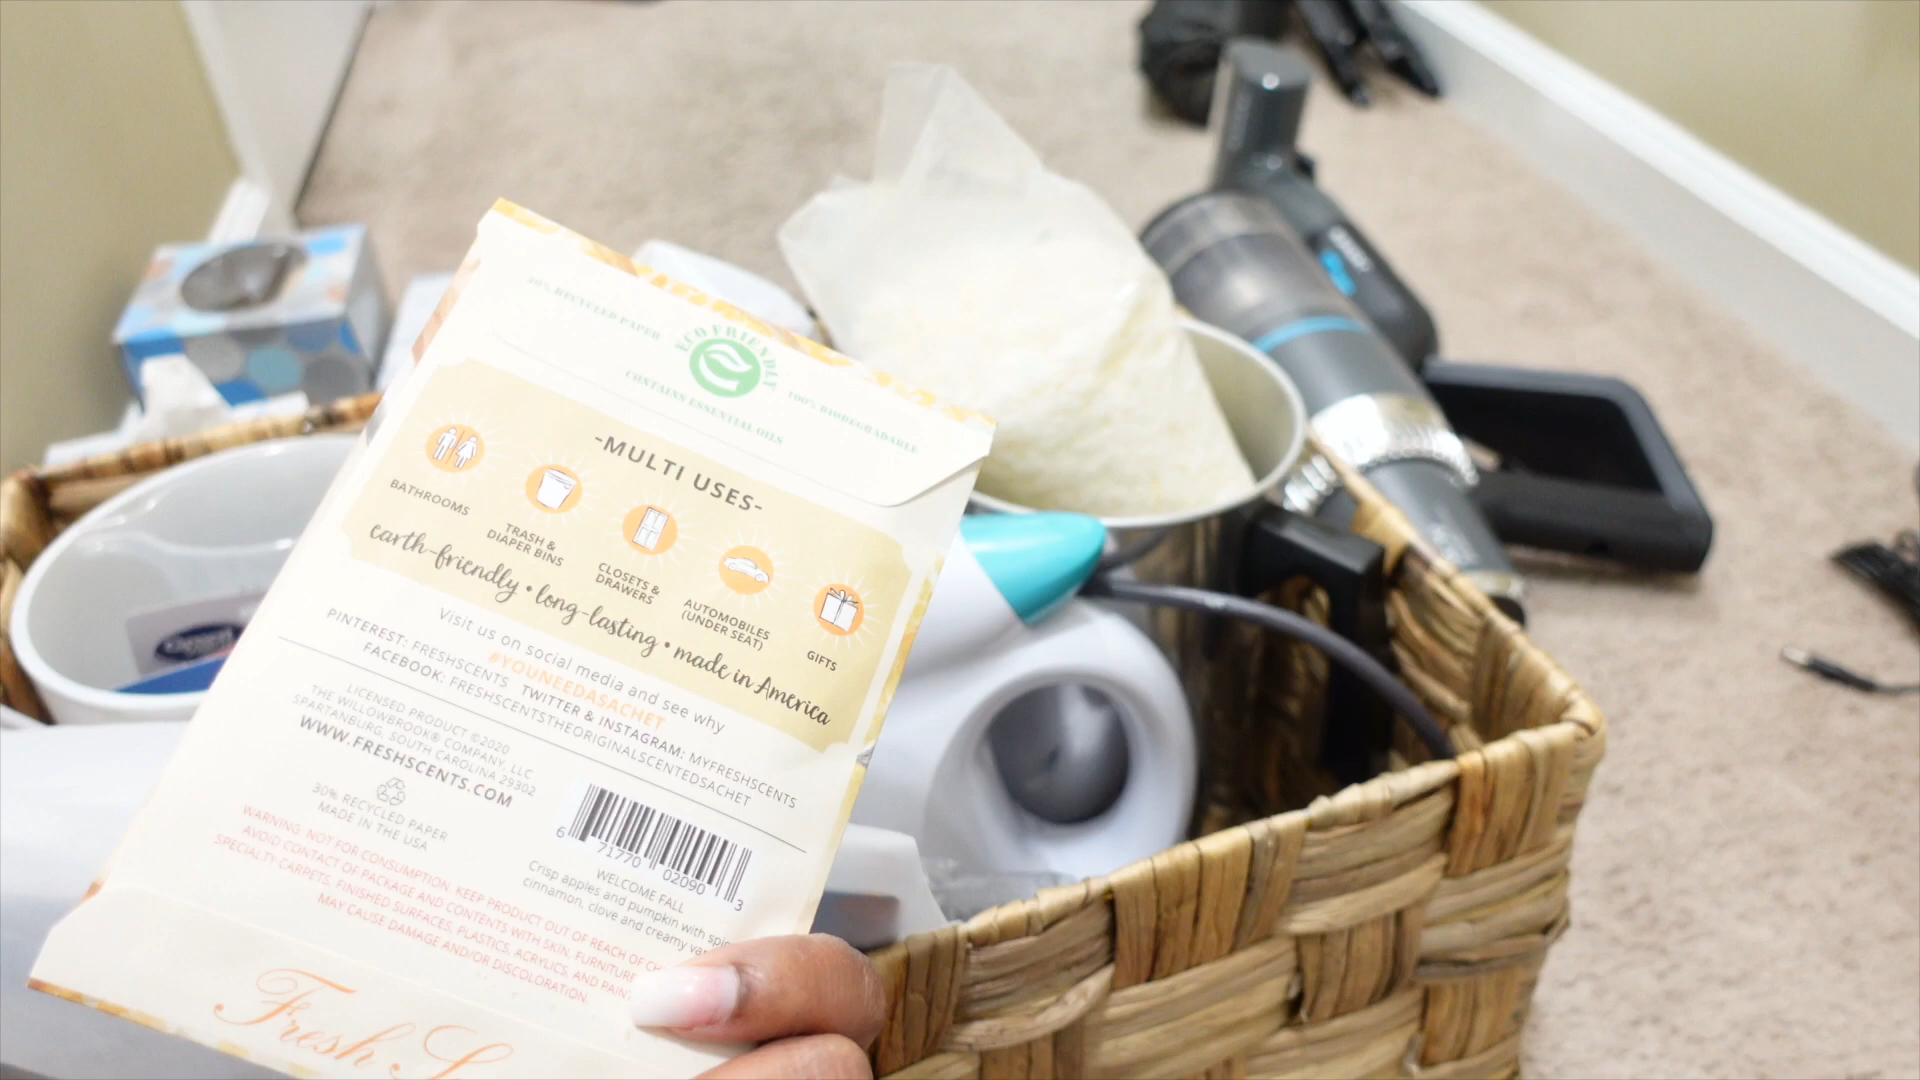 30% RECYCLED PAPER
ECO FRIENDLY
100% BIODEGRADABLE
CONTAINS ESSENTIAL OILS
-MULTI USES-
BATHROOMS
TRASH &
DIAPER BINS
CLOSETS &
DRAWERS
AUTOMOBILES
(UNDER SEAT)
GIFTS
earth-friendly • long-lasting • made in America
Visit us on social media and see why
#YOUNEEDASACHET
PINTEREST: FRESHSCENTS TWITTER & INSTAGRAM: MYFRESHSCENTS
FACEBOOK: FRESHSCENTSTHEORIGINALSCENTEDSACHET
LICENSED PRODUCT ©2020
THE WILLOWBROOK® COMPANY, LLC
SPARTANBURG, SOUTH CAROLINA 29302
WWW.FRESHSCENTS.COM
30% RECYCLED PAPER
MADE IN THE USA
6 71770 02090 3
WELCOME FALL
Crisp apples and pumpkin with
cinnamon, clove and creamy
WARNING: NOT FOR CONSUMPTION. KEEP PRODUCT OUT OF REACH OF
AVOID CONTACT OF PACKAGE AND CONTENTS WITH SKIN, FURNITURE
SPECIALTY CARPETS, FINISHED SURFACES, PLASTICS, ACRYLICS, AND
MAY CAUSE DAMAGE AND/OR DISCOLORATION.
Fresh